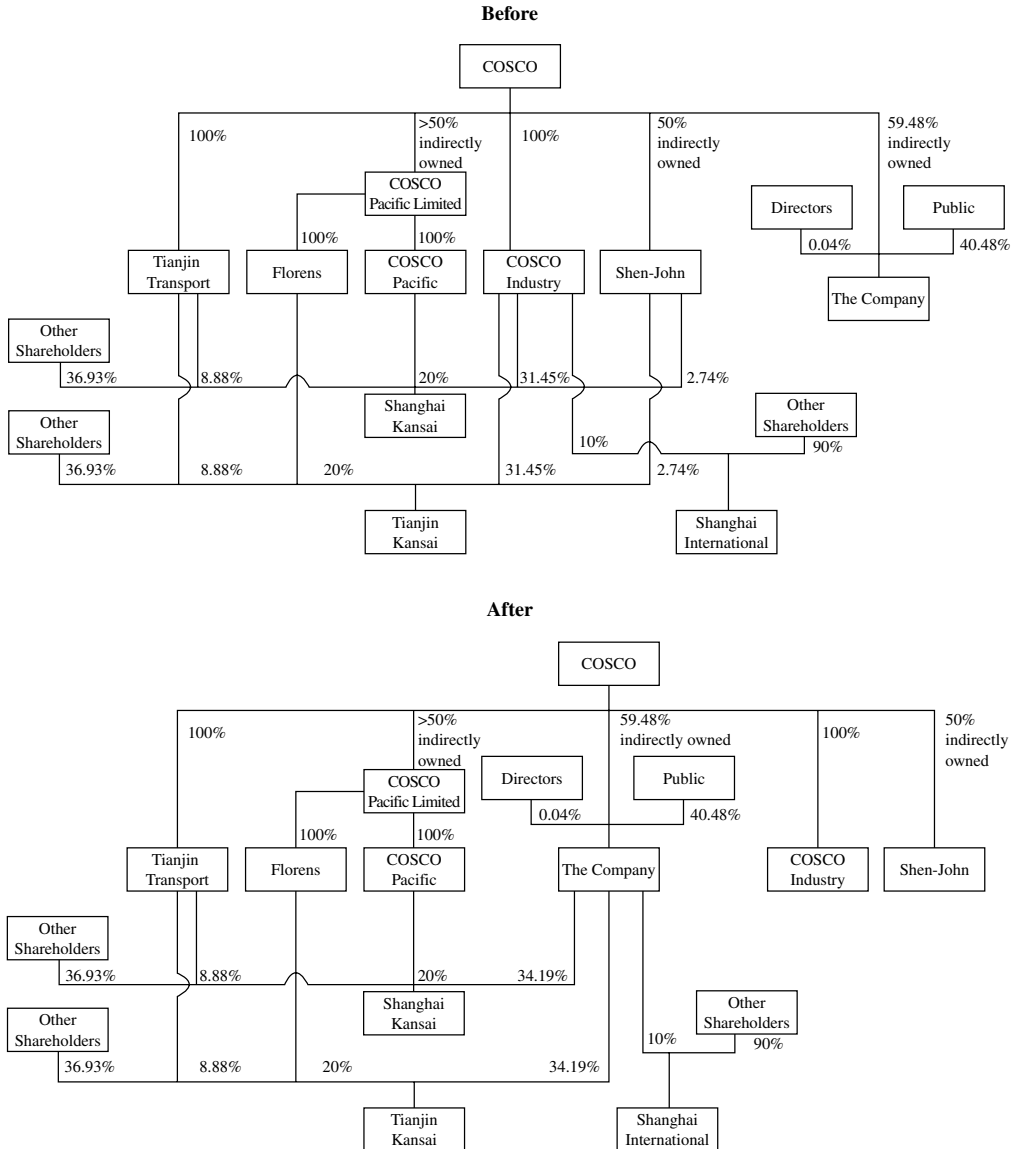 Before
COSCO
100%
>50%
indirectly
owned
100%
50%
indirectly
owned
59.48%
indirectly
owned
COSCO
Pacific Limited
Directors
Public
100%
100%
0.04%
40.48%
Tianjin
Transport
Florens
COSCO
Pacific
COSCO
Industry
Shen-John
The Company
Other
Shareholders
36.93%
8.88%
20%
31.45%
2.74%
Shanghai
Kansai
Other
Shareholders
Other
Shareholders
10%
90%
36.93%
8.88%
20%
31.45%
2.74%
Tianjin
Kansai
Shanghai
International
After
COSCO
100%
>50%
indirectly
owned
59.48%
indirectly owned
100%
50%
indirectly
owned
COSCO
Pacific Limited
Directors
Public
0.04%
40.48%
100%
100%
Tianjin
Transport
Florens
COSCO
Pacific
The Company
COSCO
Industry
Shen-John
Other
Shareholders
36.93%
8.88%
20%
34.19%
Shanghai
Kansai
Other
Shareholders
Other
Shareholders
10%
90%
36.93%
8.88%
20%
34.19%
Tianjin
Kansai
Shanghai
International